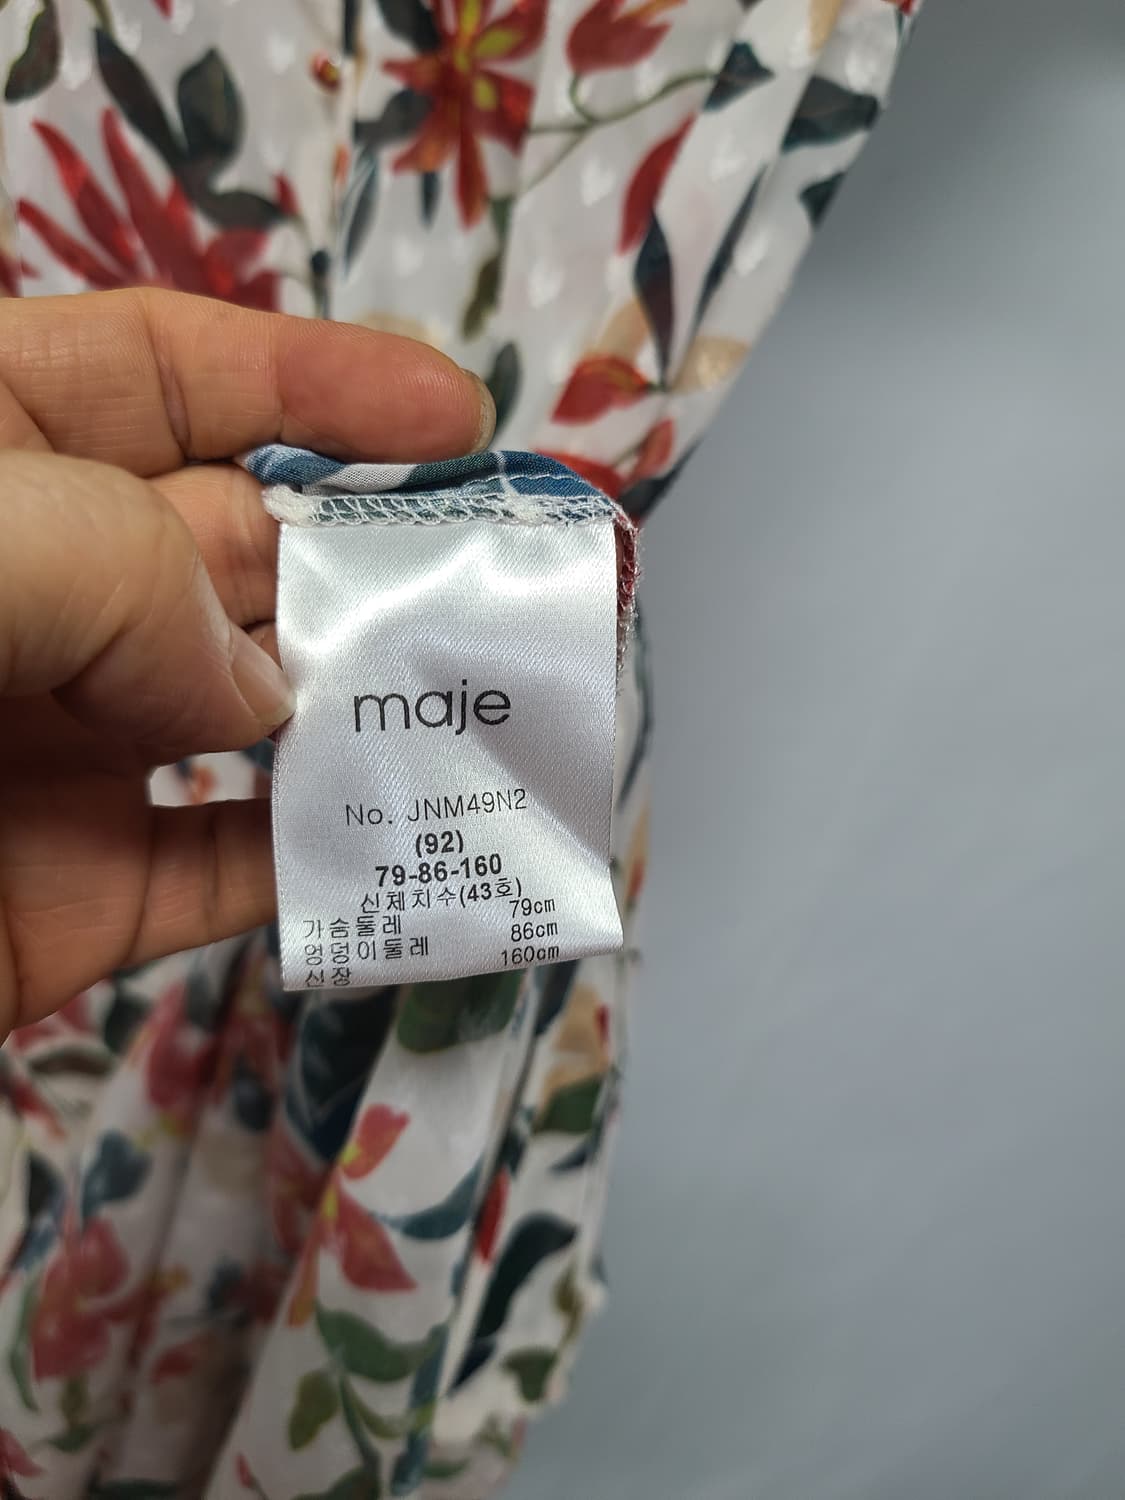 maje
No. JNM49N2
(92)
79-86-160
신체치수(43호)
가슴둘레 79cm
엉덩이둘레 86cm
신장 160cm